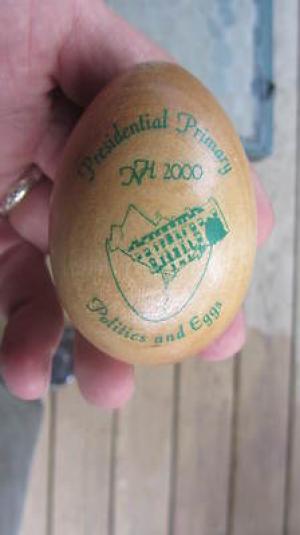 Presidential Primary
NH 2000
Politics and Eggs